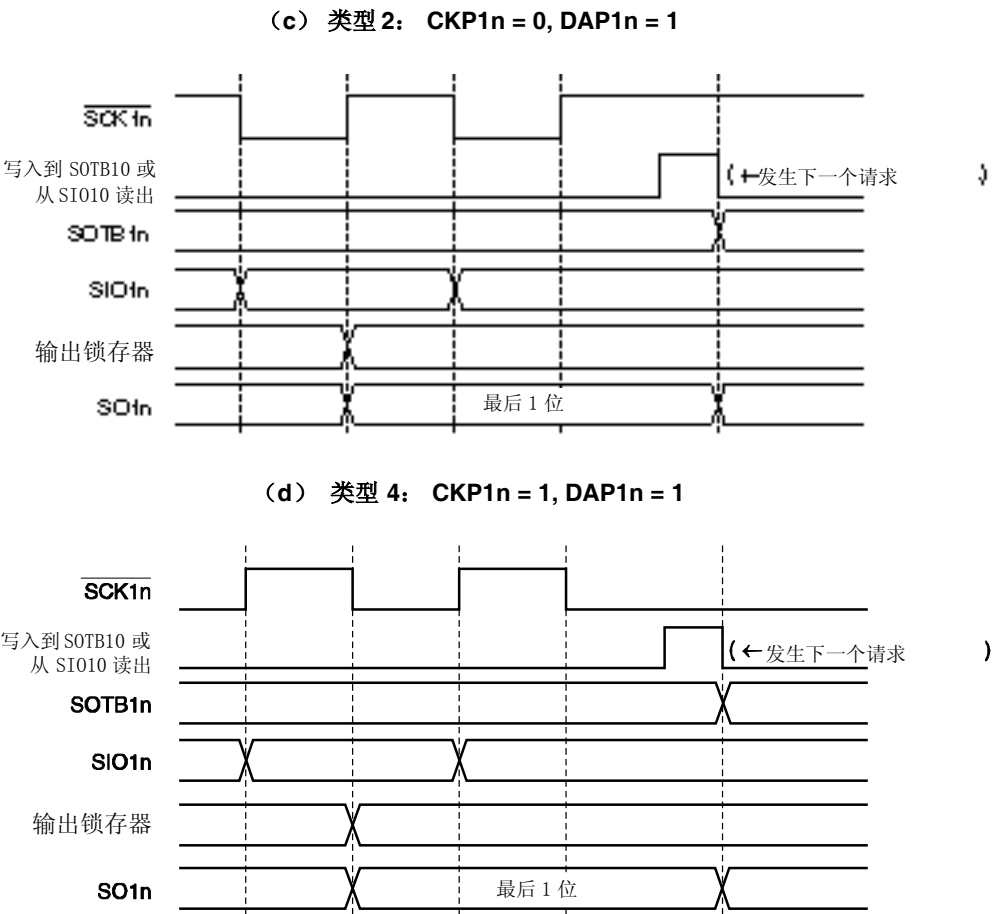 （c） 类型 2： CKP1n = 0, DAP1n = 1
SCK1n
写入到 SOTB10 或
从 SIO10 读出
( ←发生下一个请求 )
SOTB1n
SIO1n
输出锁存器
SO1n
最后 1 位
（d） 类型 4： CKP1n = 1, DAP1n = 1
SCK1n
写入到 SOTB10 或
从 SIO10 读出
( ←发生下一个请求 )
SOTB1n
SIO1n
输出锁存器
SO1n
最后 1 位